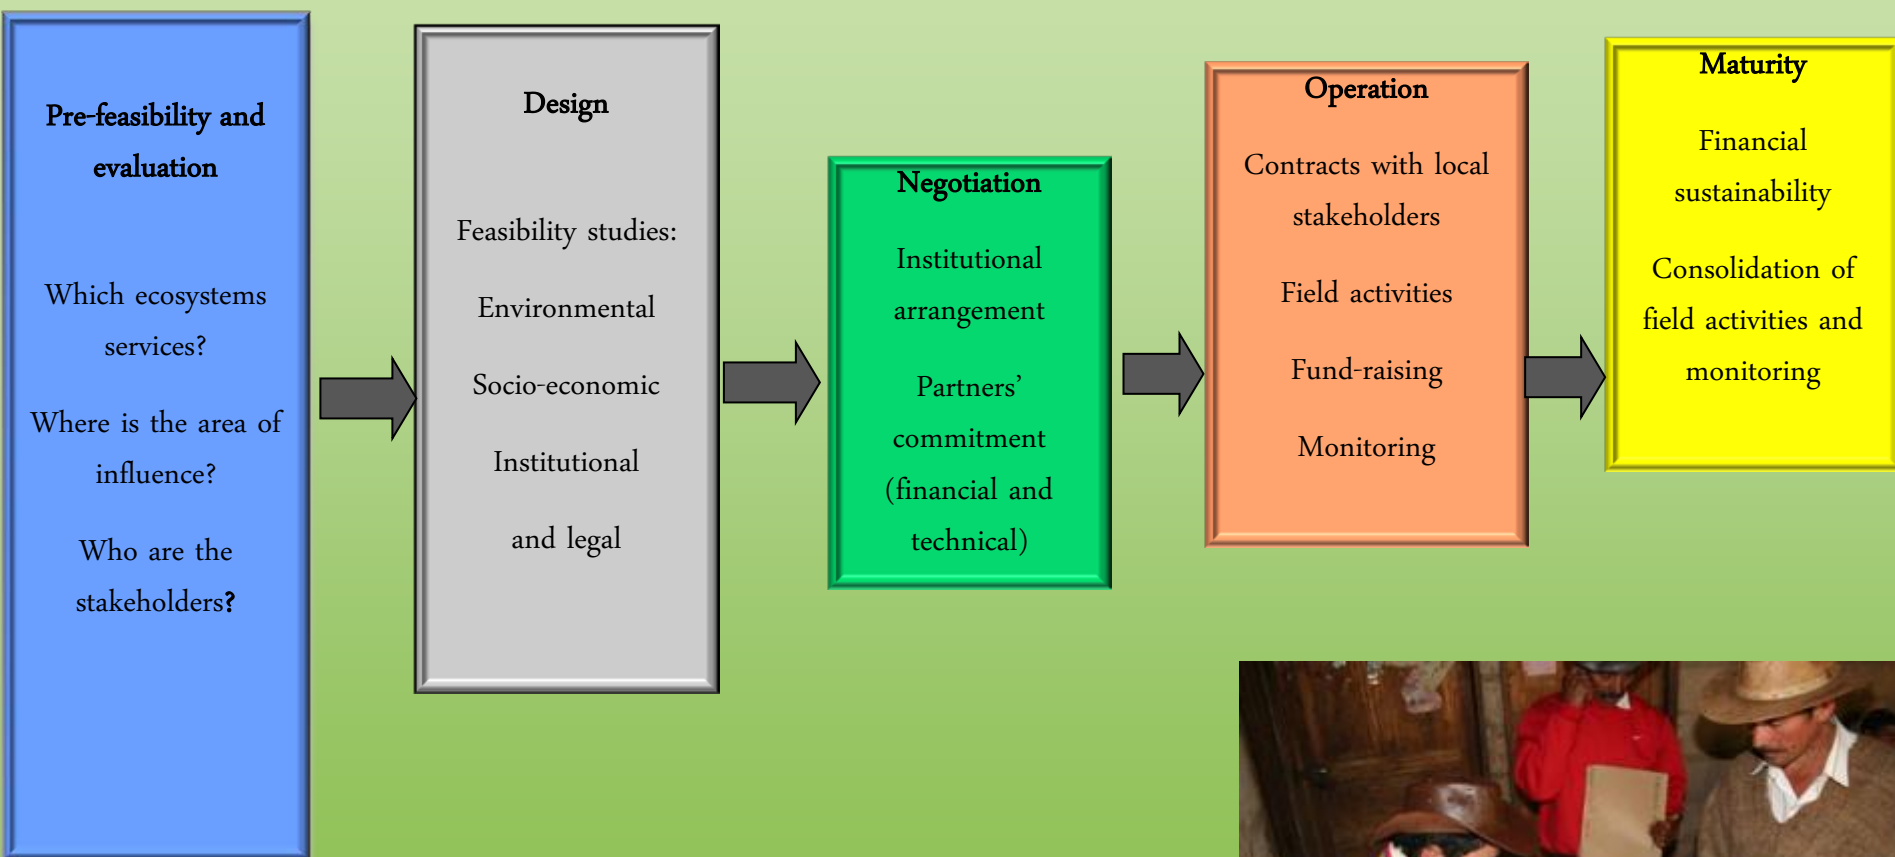 Pre-feasibility and
evaluation
Which ecosystems
services?
Where is the area of
influence?
Who are the
stakeholders?
Design
Feasibility studies:
Environmental
Socio-economic
Institutional
and legal
Negotiation
Institutional
arrangement
Partners’
commitment
(financial and
technical)
Operation
Contracts with local
stakeholders
Field activities
Fund-raising
Monitoring
Maturity
Financial
sustainability
Consolidation of
field activities and
monitoring